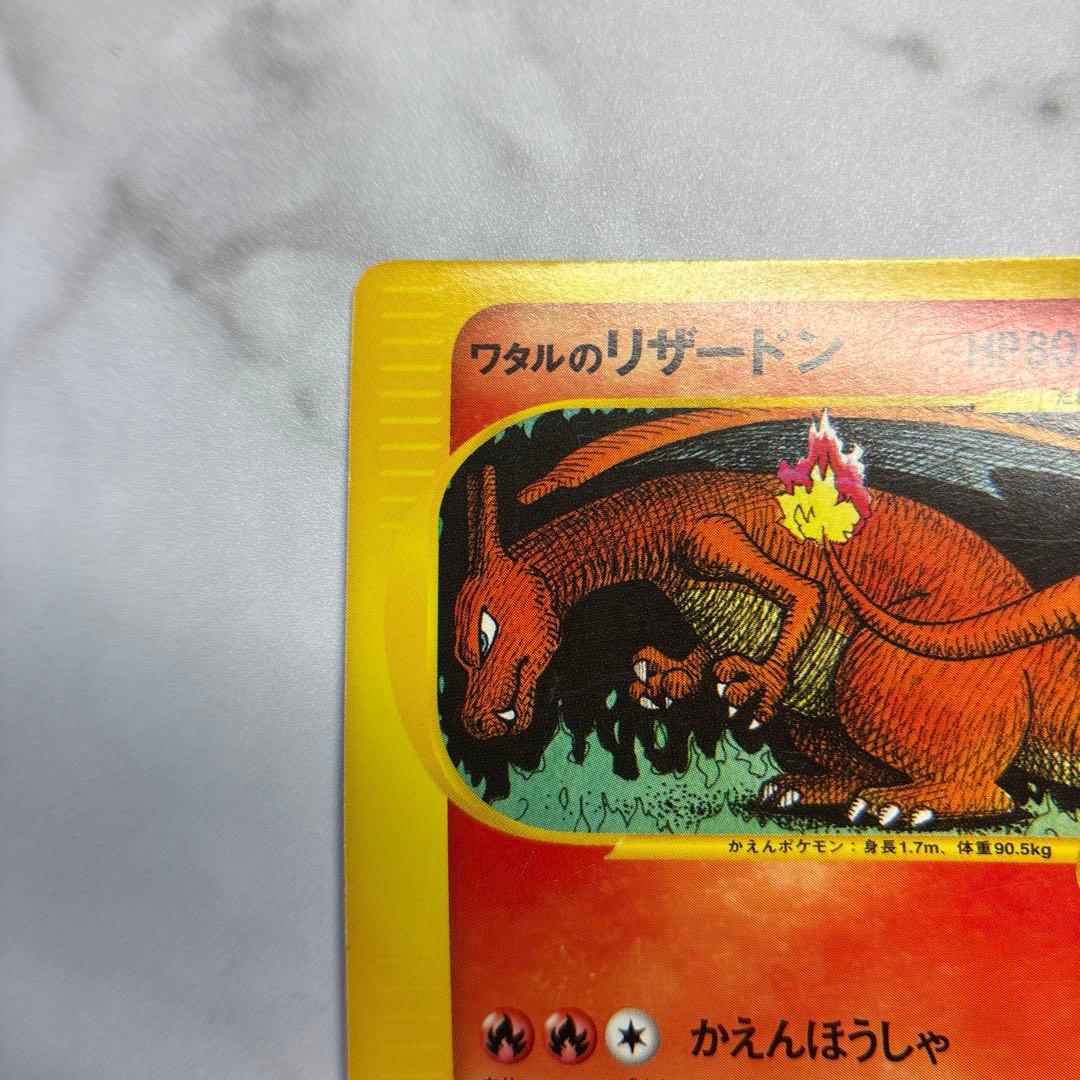 ワタルのリザードン HP80
かえんポケモン：身長1.7m、体重90.5kg
かえんほうしゃ